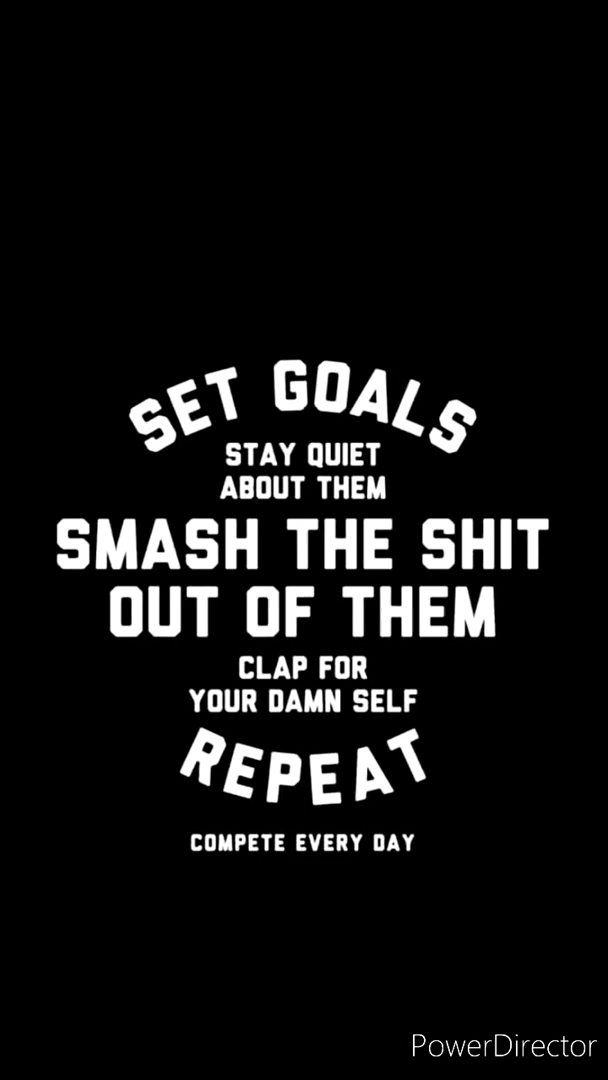 SET GOALS
STAY QUIET
ABOUT THEM
SMASH THE SHIT
OUT OF THEM
CLAP FOR
YOUR DAMN SELF
REPEAT
COMPETE EVERY DAY
PowerDirector